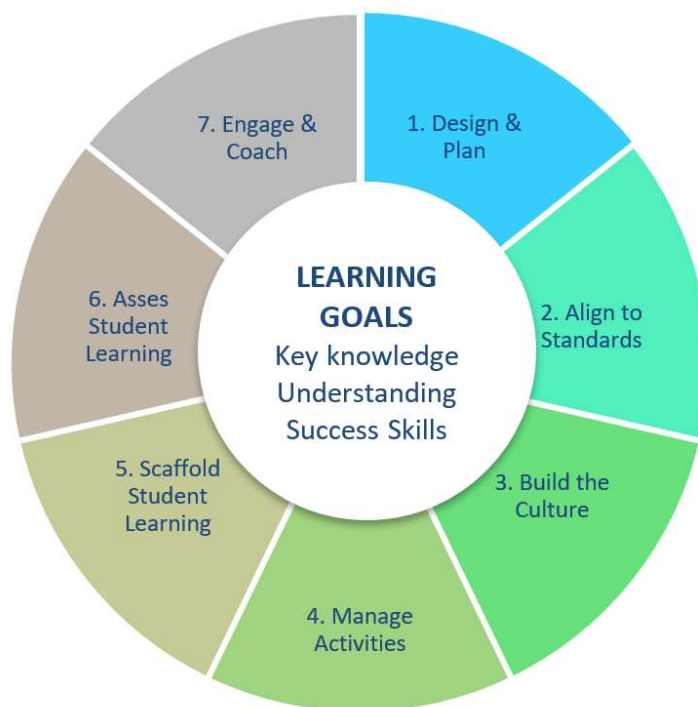 LEARNING
GOALS
Key knowledge
Understanding
Success Skills
1. Design &
Plan
2. Align to
Standards
3. Build the
Culture
4. Manage
Activities
5. Scaffold
Student
Learning
6. Asses
Student
Learning
7. Engage &
Coach